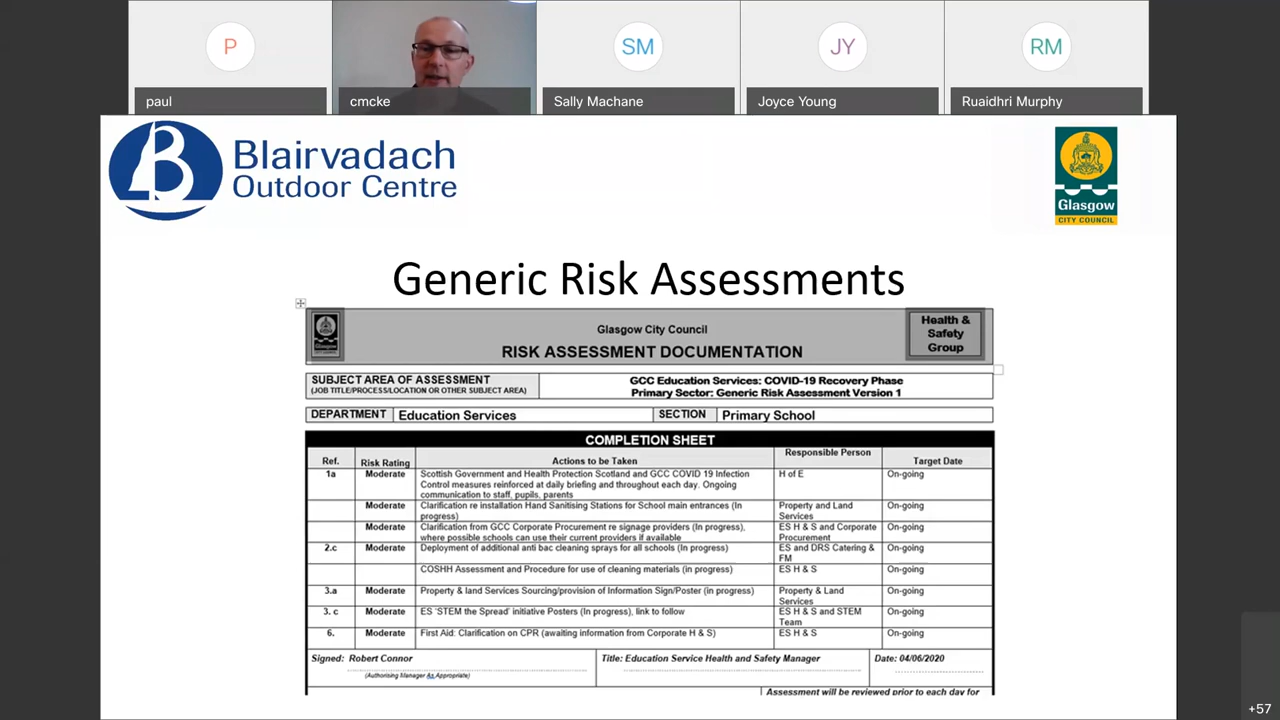 P
SM
JY
RM
paul
cmcke
Sally Machane
Joyce Young
Ruaidhri Murphy
B
Blairvadach
Outdoor Centre
Glasgow
CITY COUNCIL
Generic Risk Assessments
Glasgow City Council
RISK ASSESSMENT DOCUMENTATION
Health &
Safety
Group
SUBJECT AREA OF ASSESSMENT
(JOB TITLE/PROCESS/LOCATION OR OTHER SUBJECT AREA)
GCC Education Services: COVID-19 Recovery Phase
Primary Sector: Generic Risk Assessment Version 1
DEPARTMENT Education Services SECTION Primary School
COMPLETION SHEET
Ref. Risk Rating Actions to be Taken Responsible Person Target Date
1a Moderate Scottish Government and Health Protection Scotland and GCC COVID 19 Infection H of E On-going
Control measures reinforced at daily briefing and throughout each day. Ongoing
communication to staff, pupils, parents
Moderate Clarification re installation Hand Sanitising Stations for School main entrances (In Property and Land On-going
progress) Services
Moderate Clarification from GCC Corporate Procurement re signage providers (In progress), ES H & S and Corporate On-going
where possible schools can use their current providers if available Procurement
2.c Moderate Deployment of additional anti bac cleaning sprays for all schools (In progress) ES and DRS Catering & On-going
FM
COSHH Assessment and Procedure for use of cleaning materials (in progress) ES H & S On-going
3.a Moderate Property & land Services Sourcing/provision of Information Sign/Poster (in progress) Property & Land On-going
Services
3. c Moderate ES 'STEM the Spread' initiative Posters (In progress), link to follow ES H & S and STEM On-going
Team
6. Moderate First Aid: Clarification on CPR (awaiting information from Corporate H & S) ES H & S On-going
Signed: Robert Connor Title: Education Service Health and Safety Manager Date: 04/06/2020
(Authorising Manager As Appropriate)
Assessment will be reviewed prior to each day for
+57